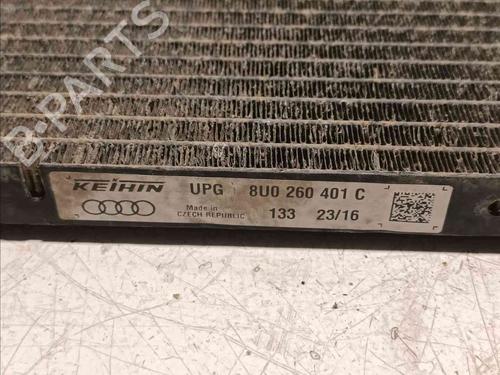 B-PARTS
KEIHIN UPG 8U0 260 401 C
Made in
CZECH REPUBLIC 133 23/16